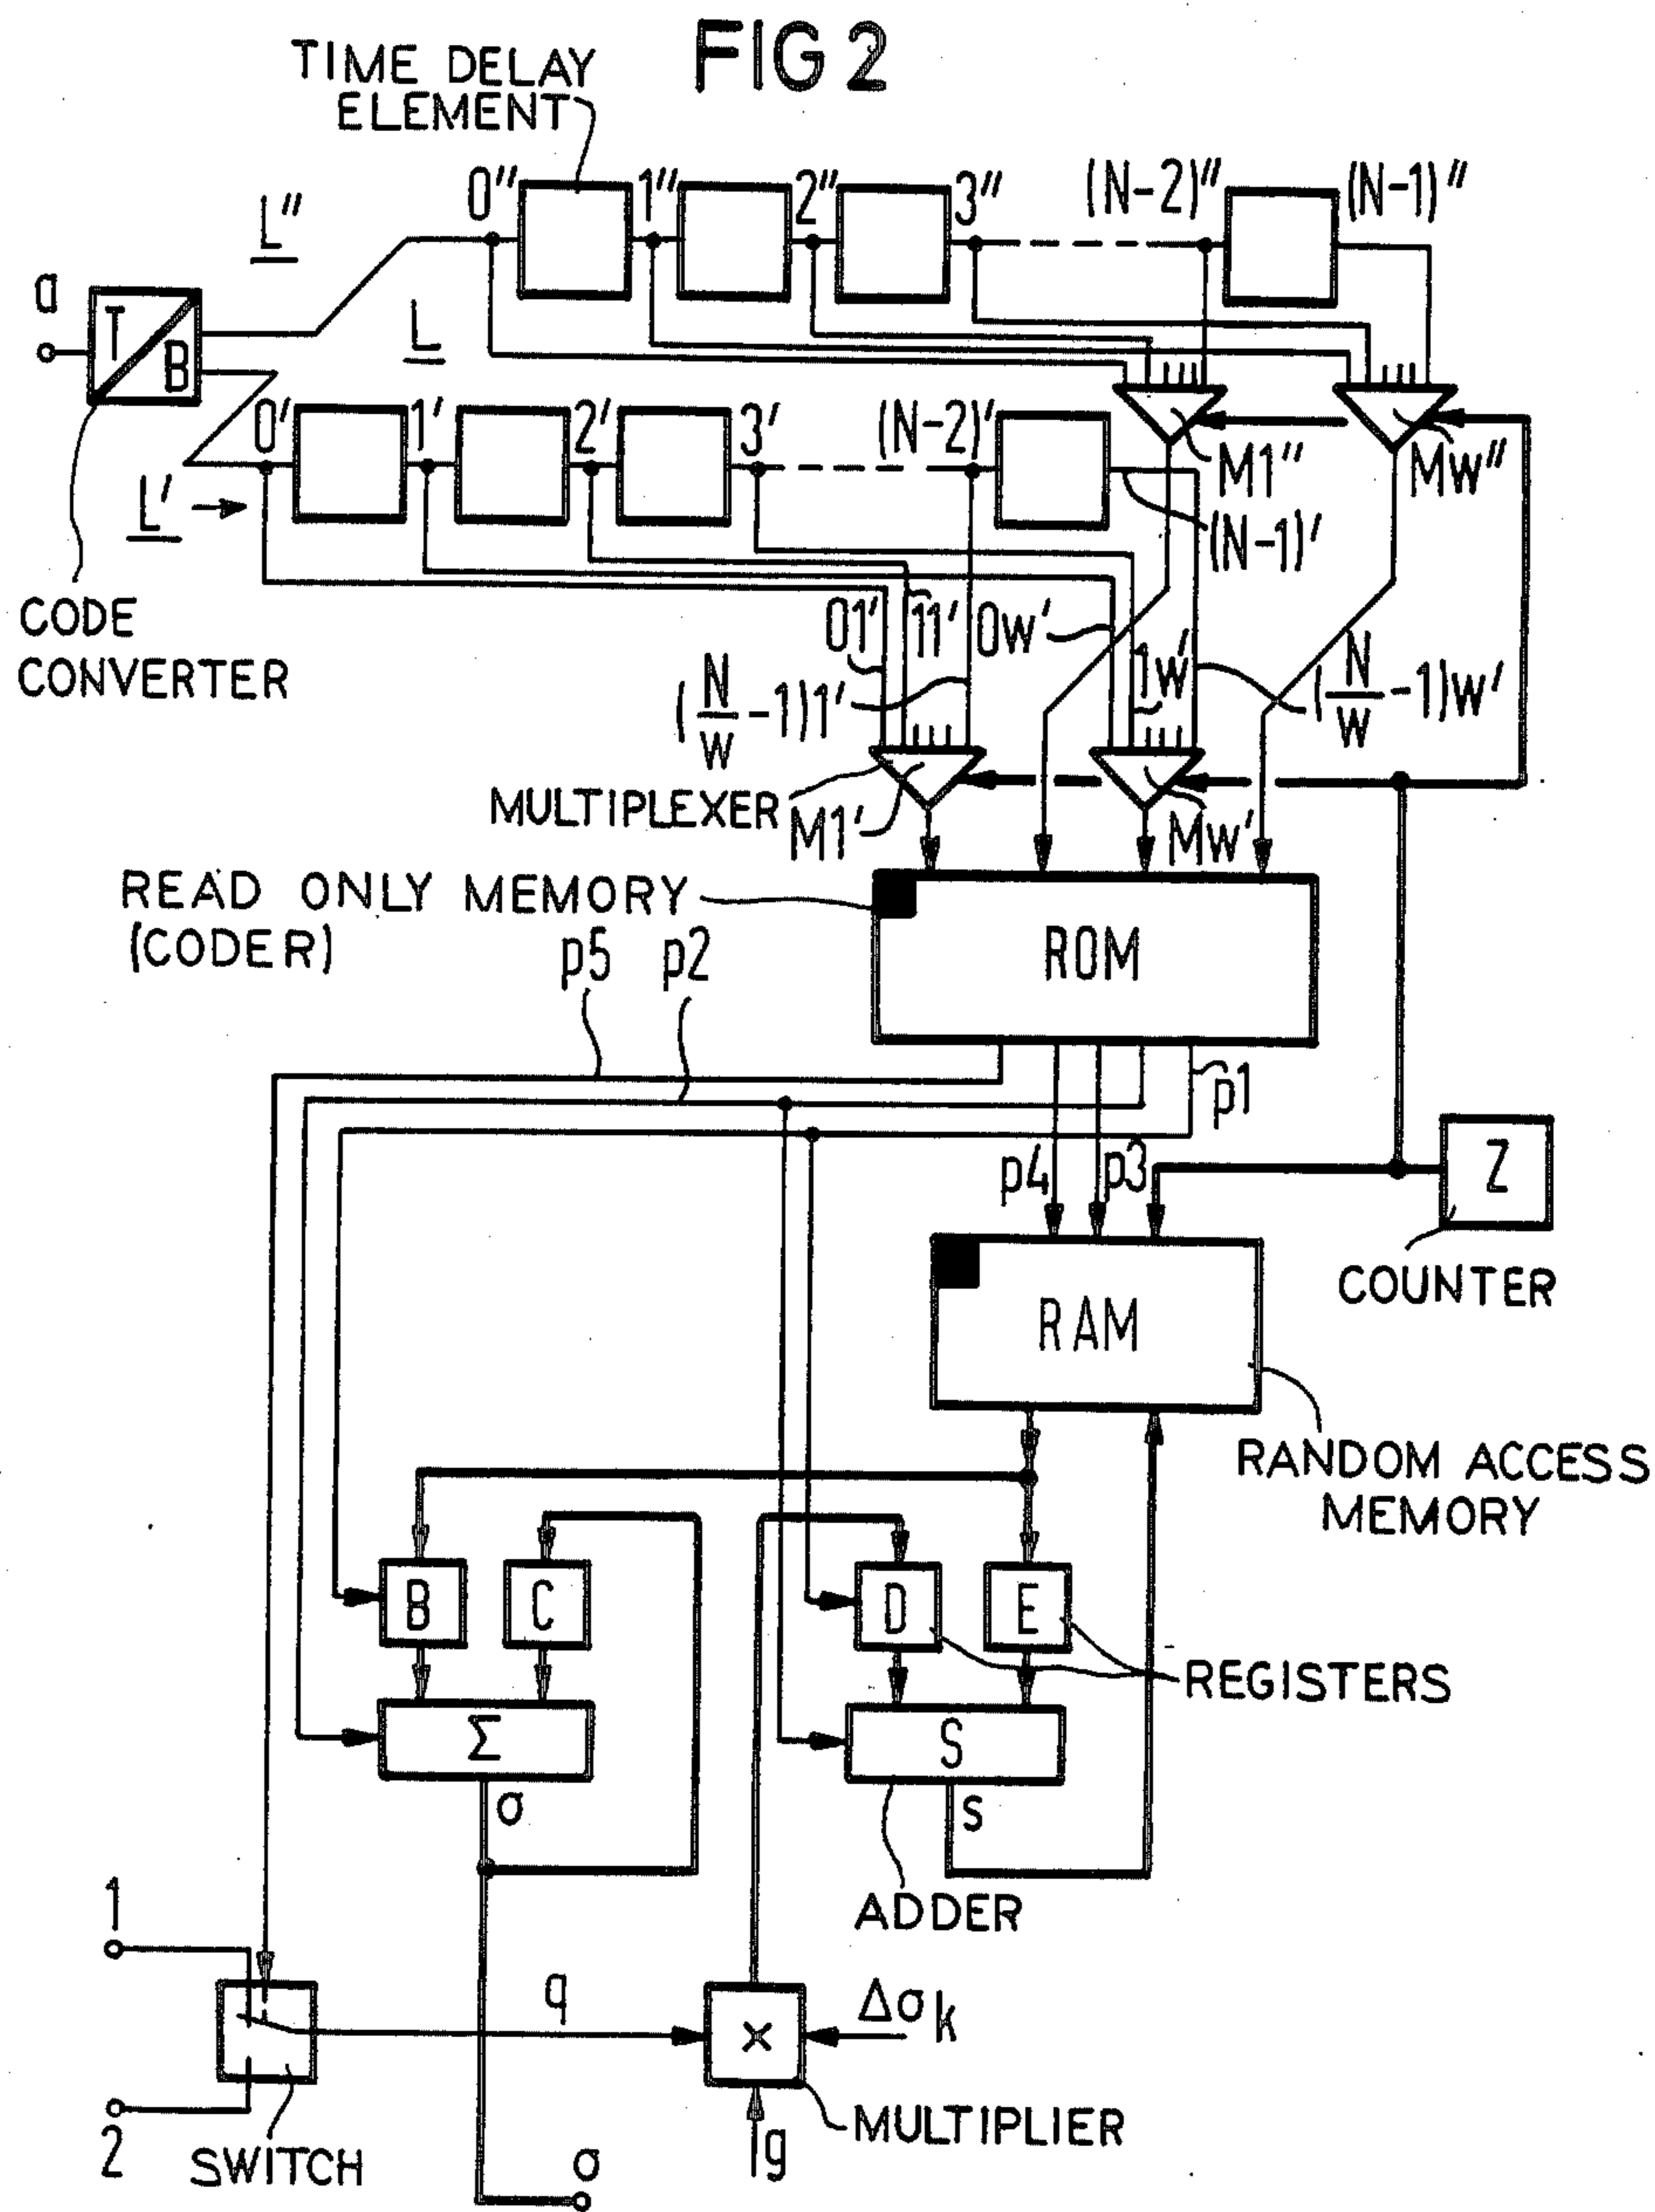 FIG 2
TIME DELAY
ELEMENT
0" 1" 2" 3" (N-2)" (N-1)"
L"
a
T
B
L
0' 1' 2' 3' (N-2)'
M1" MW"
L'
(N-1)'
CODE
CONVERTER
01' 11' 0W' 1W'
(N/W-1)1' (N/W-1)W'
MULTIPLEXER
M1' MW'
READ ONLY MEMORY
(CODER)
ROM
p5 p2
p1
p4 p3
Z
COUNTER
RAM
RANDOM ACCESS
MEMORY
B C D E
REGISTERS
Σ S
σ s
ADDER
1
q
Δσk
×
2
SWITCH
MULTIPLIER
g
σ